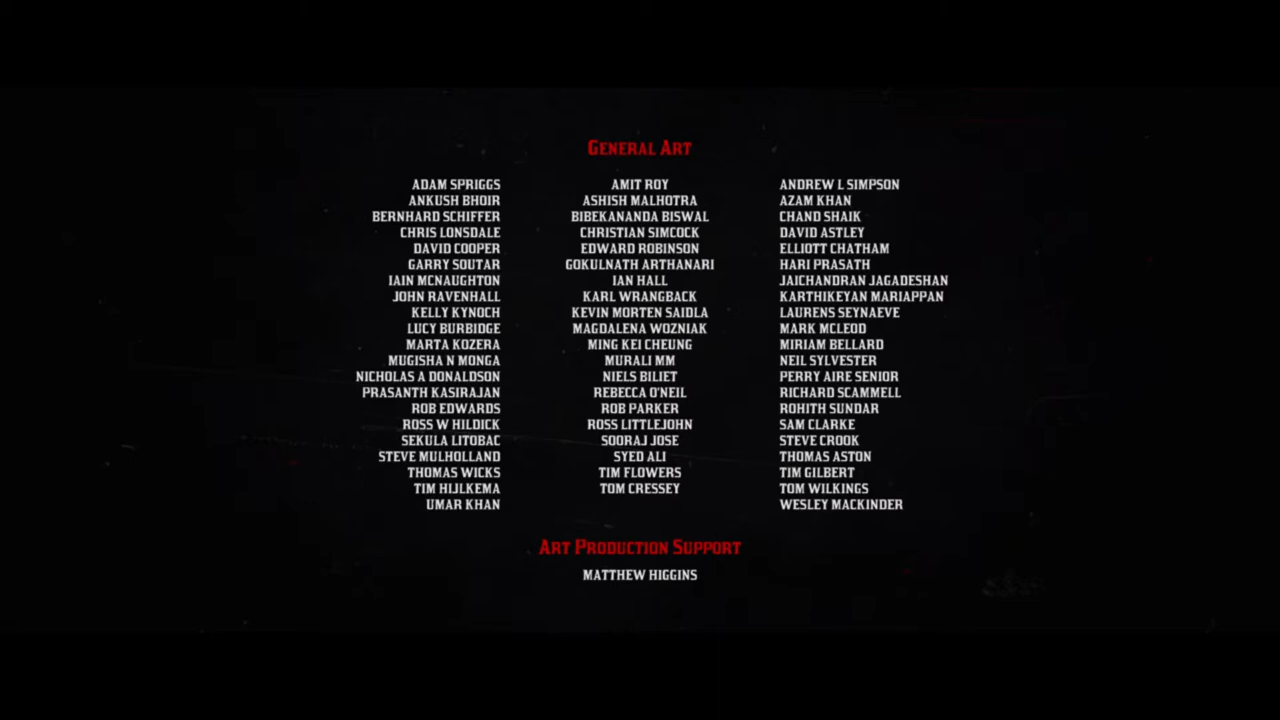 GENERAL ART
ADAM SPRIGGS AMIT ROY ANDREW L SIMPSON
ANKUSH BHOIR ASHISH MALHOTRA AZAM KHAN
BERNHARD SCHIFFER BIBEKANANDA BISWAL CHAND SHAIK
CHRIS LONSDALE CHRISTIAN SIMCOCK DAVID ASTLEY
DAVID COOPER EDWARD ROBINSON ELLIOTT CHATHAM
GARRY SOUTAR GOKULNATH ARTHANARI HARI PRASATH
IAIN MCNAUGHTON IAN HALL JAICHANDRAN JAGADESHAN
JOHN RAVENHALL KARL WRANGBACK KARTHIKEYAN MARIAPPAN
KELLY KYNOCH KEVIN MORTEN SAIDLA LAURENS SEYNAEVE
LUCY BURBIDGE MAGDALENA WOZNIAK MARK MCLEOD
MARTA KOZERA MING KEI CHEUNG MIRIAM BELLARD
MUGISHA N MONGA MURALI MM NEIL SYLVESTER
NICHOLAS A DONALDSON NIELS BILIET PERRY AIRE SENIOR
PRASANTH KASIRAJAN REBECCA O'NEIL RICHARD SCAMMELL
ROB EDWARDS ROB PARKER ROHITH SUNDAR
ROSS W HILDICK ROSS LITTLEJOHN SAM CLARKE
SEKULA LITOBAC SOORAJ JOSE STEVE CROOK
STEVE MULHOLLAND SYED ALI THOMAS ASTON
THOMAS WICKS TIM FLOWERS TIM GILBERT
TIM HIJLKEMA TOM CRESSEY TOM WILKINGS
UMAR KHAN WESLEY MACKINDER
ART PRODUCTION SUPPORT
MATTHEW HIGGINS